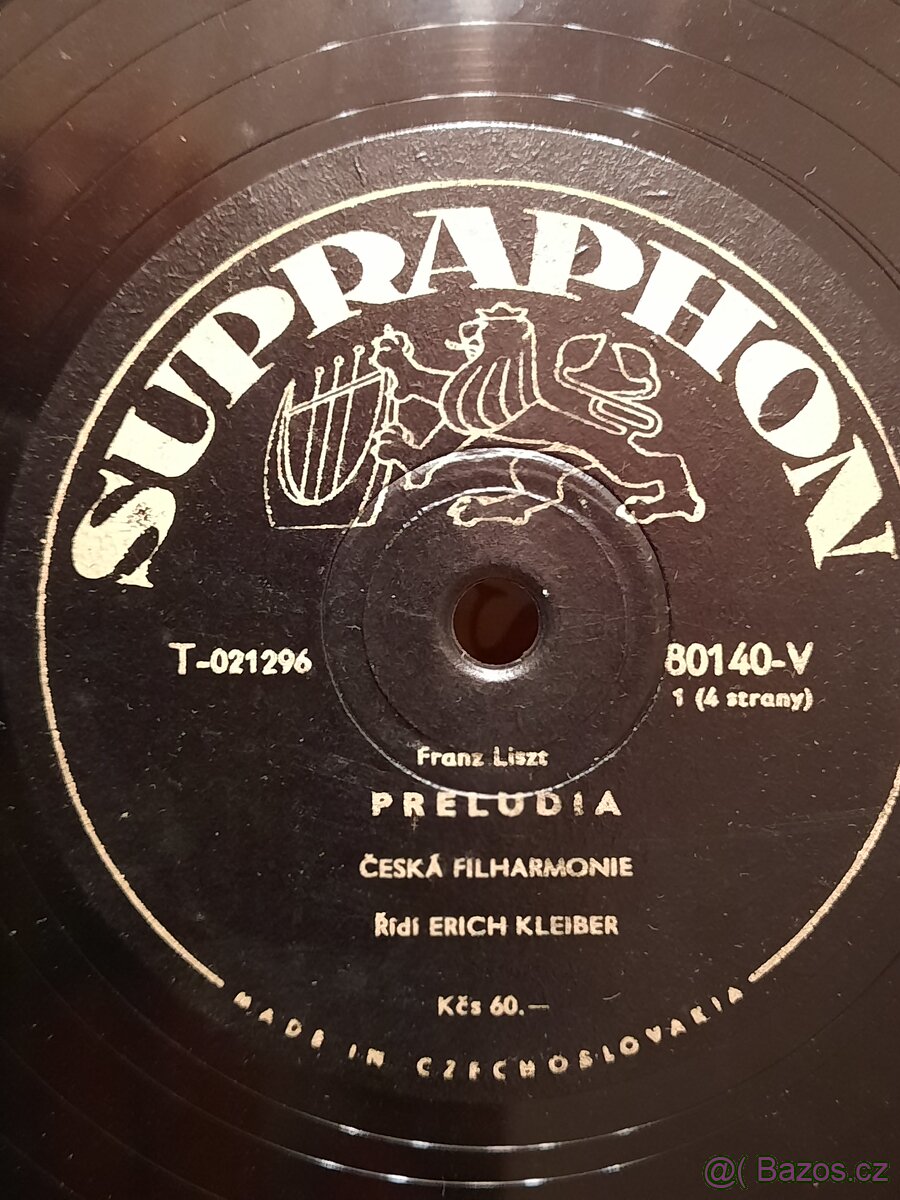 SUPRAPHON
T-021296
80140-V
1 (4 strany)
Franz Liszt
PRELUDIA
ČESKÁ FILHARMONIE
Řídí ERICH KLEIBER
Kčs 60.—
MADE IN CZECHOSLOVAKIA
@( Bazos.cz